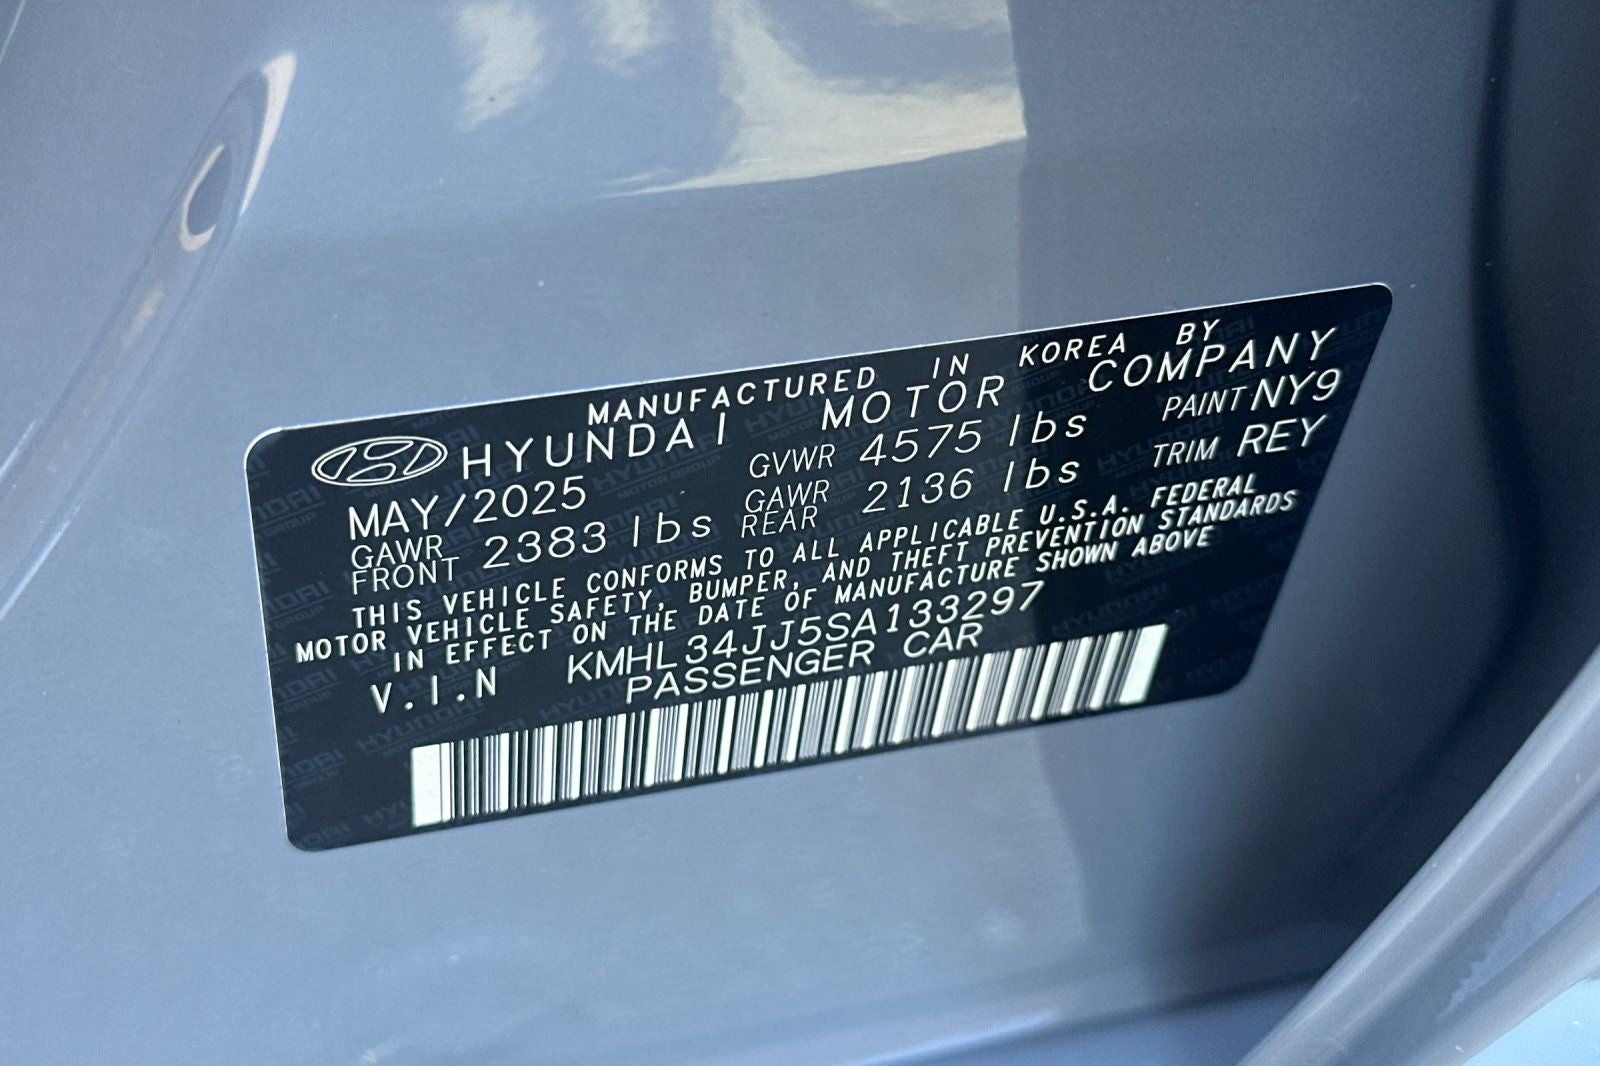 MANUFACTURED IN KOREA BY
HYUNDAI MOTOR COMPANY
MAY/2025 GVWR 4575 lbs PAINT NY9
GAWR FRONT 2383 lbs GAWR REAR 2136 lbs TRIM REY
THIS VEHICLE CONFORMS TO ALL APPLICABLE U.S.A. FEDERAL
MOTOR VEHICLE SAFETY, BUMPER, AND THEFT PREVENTION STANDARDS
IN EFFECT ON THE DATE OF MANUFACTURE SHOWN ABOVE
V.I.N KMHL34JJ5SA133297
PASSENGER CAR